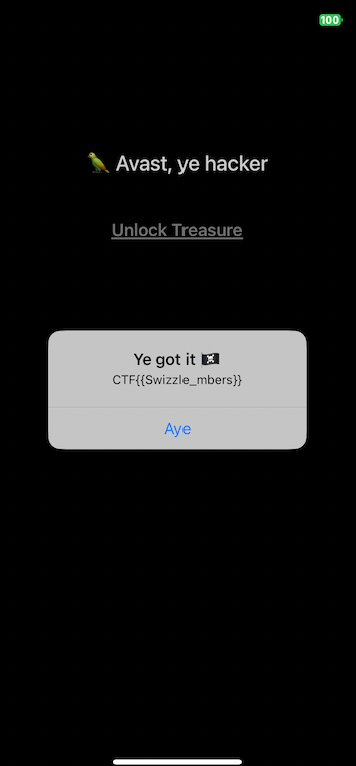 100
🦜 Avast, ye hacker
Unlock Treasure
Ye got it 🏴‍☠️
CTF{{Swizzle_mbers}}
Aye